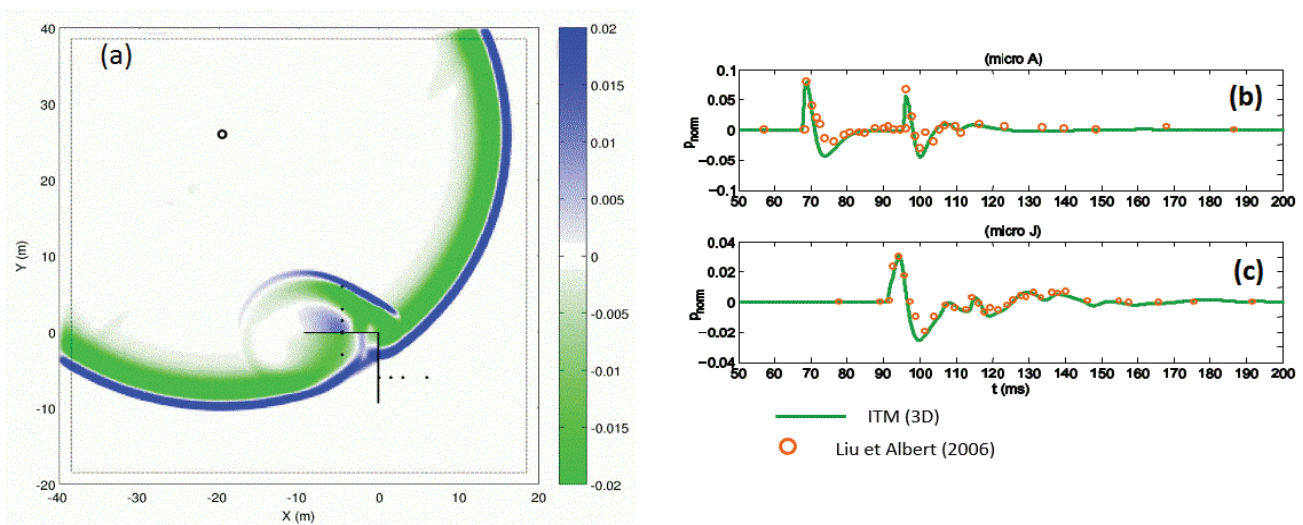 (a)
40
30
20
10
0
-10
-20
Y (m)
-40 -30 -20 -10 0 10 20
X (m)
0.02
0.015
0.01
0.005
0
-0.005
-0.01
-0.015
-0.02
(micro A)
(b)
0.1
0.05
0
−0.05
−0.1
pnorm
50 60 70 80 90 100 110 120 130 140 150 160 170 180 190 200
(micro J)
(c)
0.04
0.02
0
−0.02
−0.04
pnorm
50 60 70 80 90 100 110 120 130 140 150 160 170 180 190 200
t (ms)
ITM (3D)
Liu et Albert (2006)